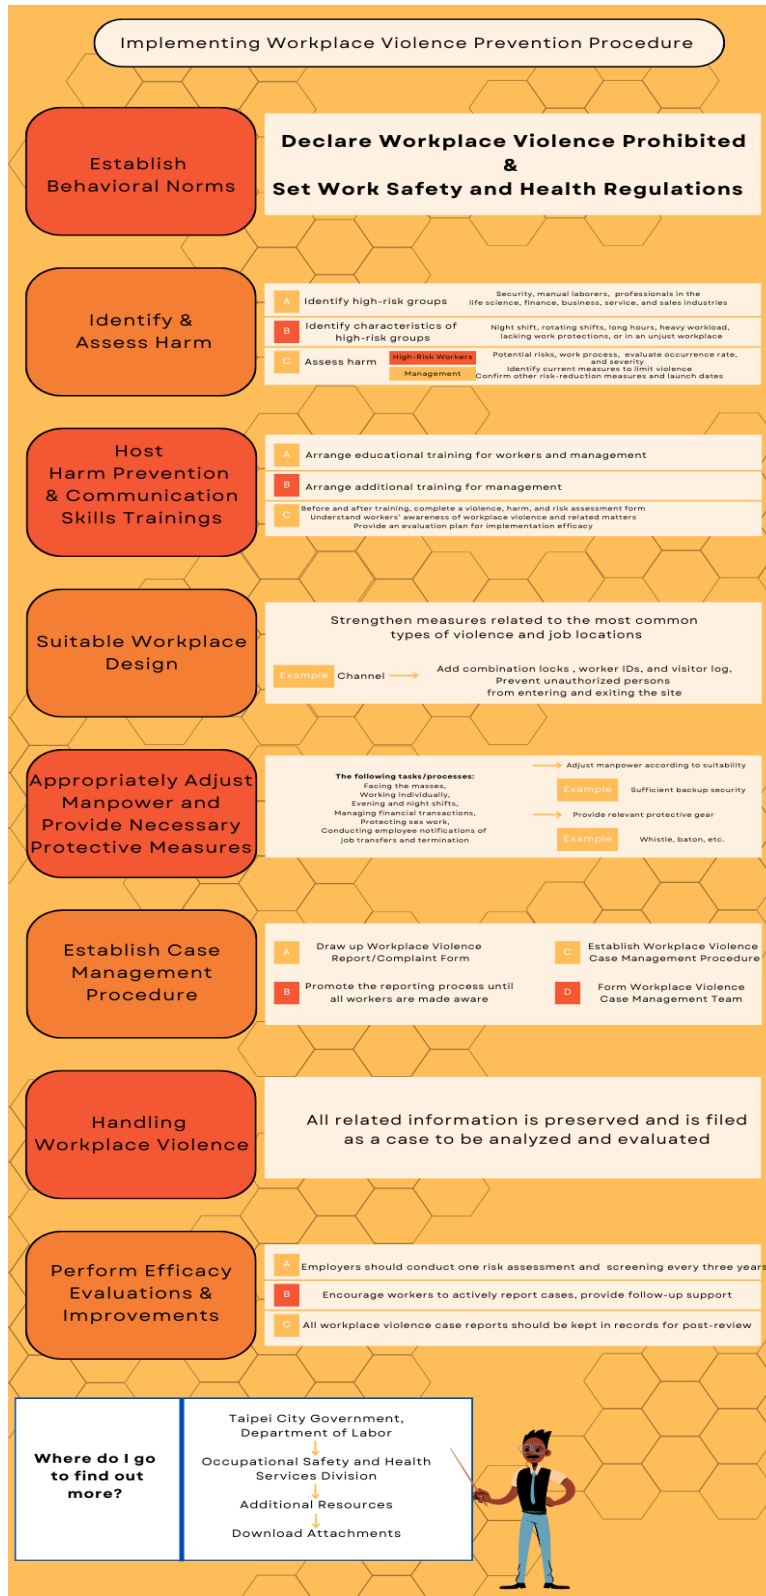 Implementing Workplace Violence Prevention Procedure
Establish
Behavioral Norms
Declare Workplace Violence Prohibited
&
Set Work Safety and Health Regulations
Identify &
Assess Harm
A
Identify high-risk groups
Security, manual laborers, professionals in the
life science, finance, business, service, and sales industries
B
Identify characteristics of
high-risk groups
Night shift, rotating shifts, long hours, heavy workload,
lacking work protections, or in an unjust workplace
C
Assess harm
High-Risk Workers
Potential risks, work process, evaluate occurrence rate,
and severity
Management
Identify current measures to limit violence
Confirm other risk-reduction measures and launch dates
Host
Harm Prevention
& Communication
Skills Trainings
A
Arrange educational training for workers and management
B
Arrange additional training for management
C
Before and after training, complete a violence, harm, and risk assessment form
Understand workers' awareness of workplace violence and related matters
Provide an evaluation plan for implementation efficacy
Suitable Workplace
Design
Strengthen measures related to the most common
types of violence and job locations
Example
Channel
Add combination locks , worker IDs, and visitor log,
Prevent unauthorized persons
from entering and exiting the site
Appropriately Adjust
Manpower and
Provide Necessary
Protective Measures
The following tasks/processes:
Facing the masses,
Working individually,
Evening and night shifts,
Managing financial transactions,
Protecting sex work,
Conducting employee notifications of
job transfers and termination
Adjust manpower according to suitability
Example
Sufficient backup security
Provide relevant protective gear
Example
Whistle, baton, etc.
Establish Case
Management
Procedure
A
Draw up Workplace Violence
Report/Complaint Form
B
Promote the reporting process until
all workers are made aware
C
Establish Workplace Violence
Case Management Procedure
D
Form Workplace Violence
Case Management Team
Handling
Workplace Violence
All related information is preserved and is filed
as a case to be analyzed and evaluated
Perform Efficacy
Evaluations &
Improvements
A
Employers should conduct one risk assessment and screening every three years
B
Encourage workers to actively report cases, provide follow-up support
C
All workplace violence case reports should be kept in records for post-review
Where do I go
to find out
more?
Taipei City Government,
Department of Labor
Occupational Safety and Health
Services Division
Additional Resources
Download Attachments